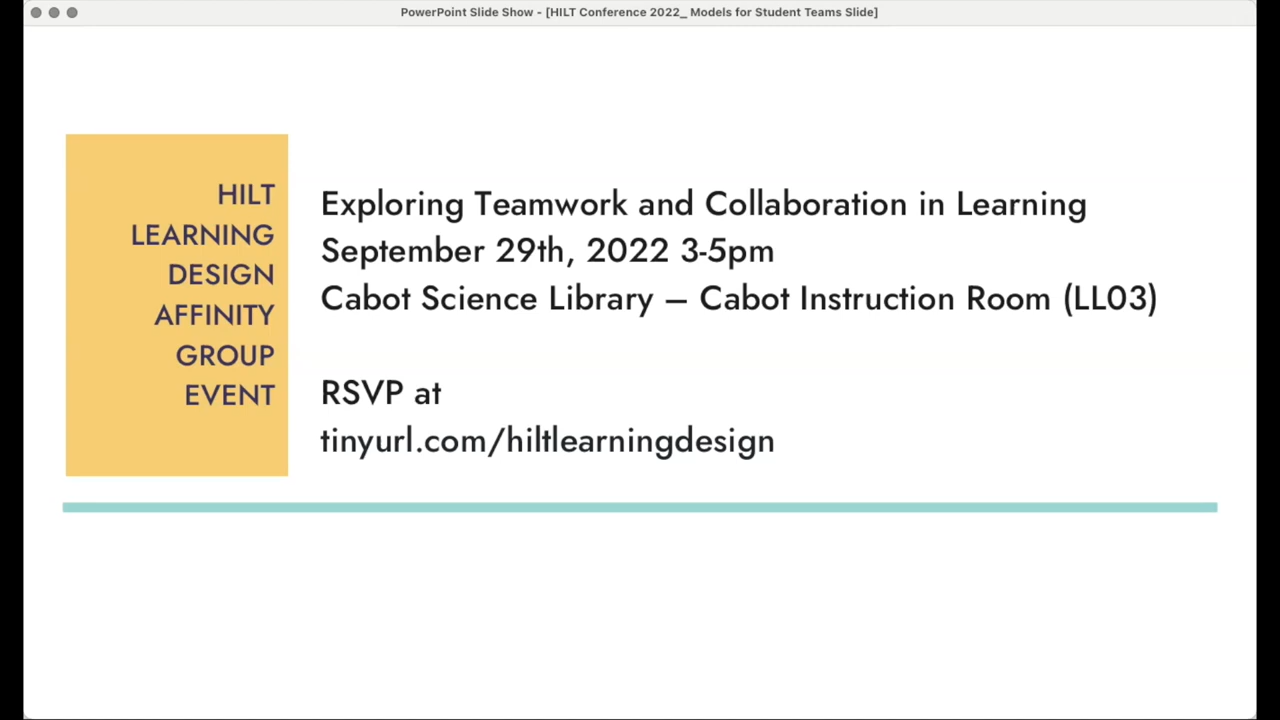 PowerPoint Slide Show - [HILT Conference 2022_ Models for Student Teams Slide]
HILT
LEARNING
DESIGN
AFFINITY
GROUP
EVENT
Exploring Teamwork and Collaboration in Learning
September 29th, 2022 3-5pm
Cabot Science Library – Cabot Instruction Room (LL03)
RSVP at
tinyurl.com/hiltlearningdesign